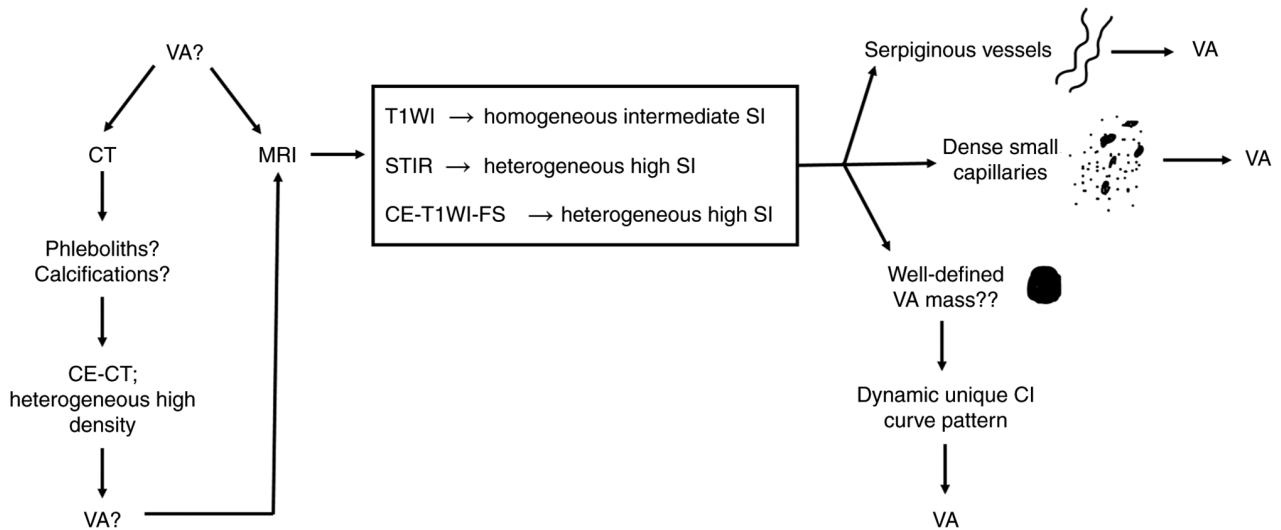 VA?
CT
MRI
Phleboliths?
Calcifications?
CE-CT;
heterogeneous high
density
VA?
T1WI → homogeneous intermediate SI
STIR → heterogeneous high SI
CE-T1WI-FS → heterogeneous high SI
Serpiginous vessels
VA
Dense small
capillaries
VA
Well-defined
VA mass??
Dynamic unique CI
curve pattern
VA